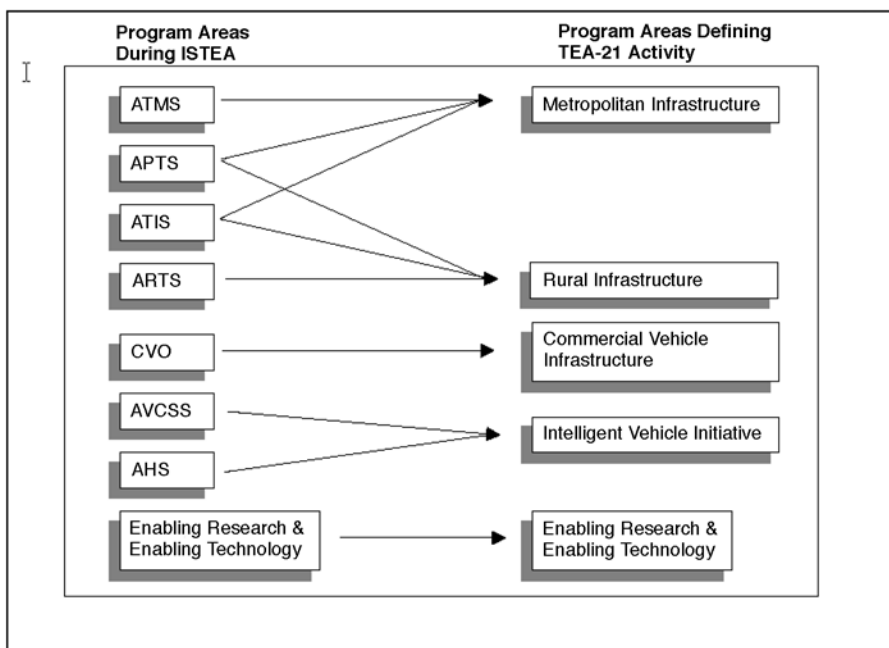 Program Areas
During ISTEA
Program Areas Defining
TEA-21 Activity
ATMS
Metropolitan Infrastructure
APTS
ATIS
ARTS
Rural Infrastructure
CVO
Commercial Vehicle
Infrastructure
AVCSS
Intelligent Vehicle Initiative
AHS
Enabling Research &
Enabling Technology
Enabling Research &
Enabling Technology